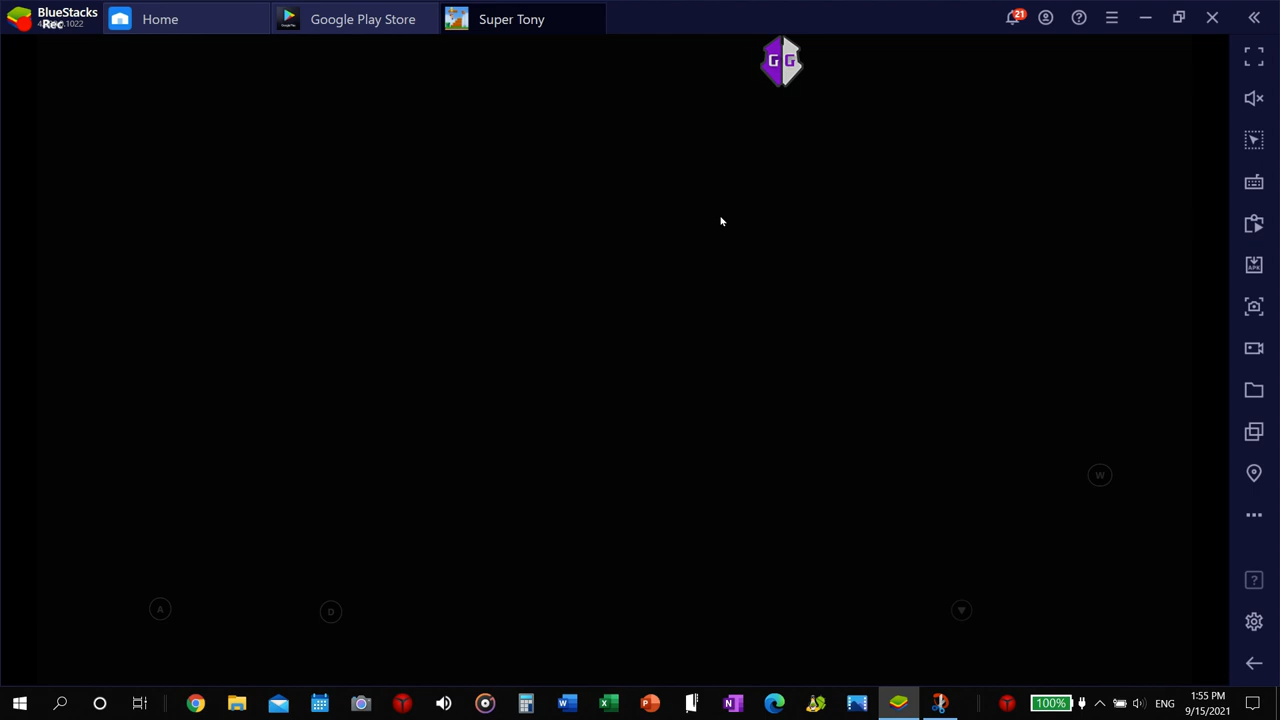 BlueStacks
Rec
Home
Google Play Store
Super Tony
21
GG
W
A
D
100%
ENG
1:55 PM
9/15/2021